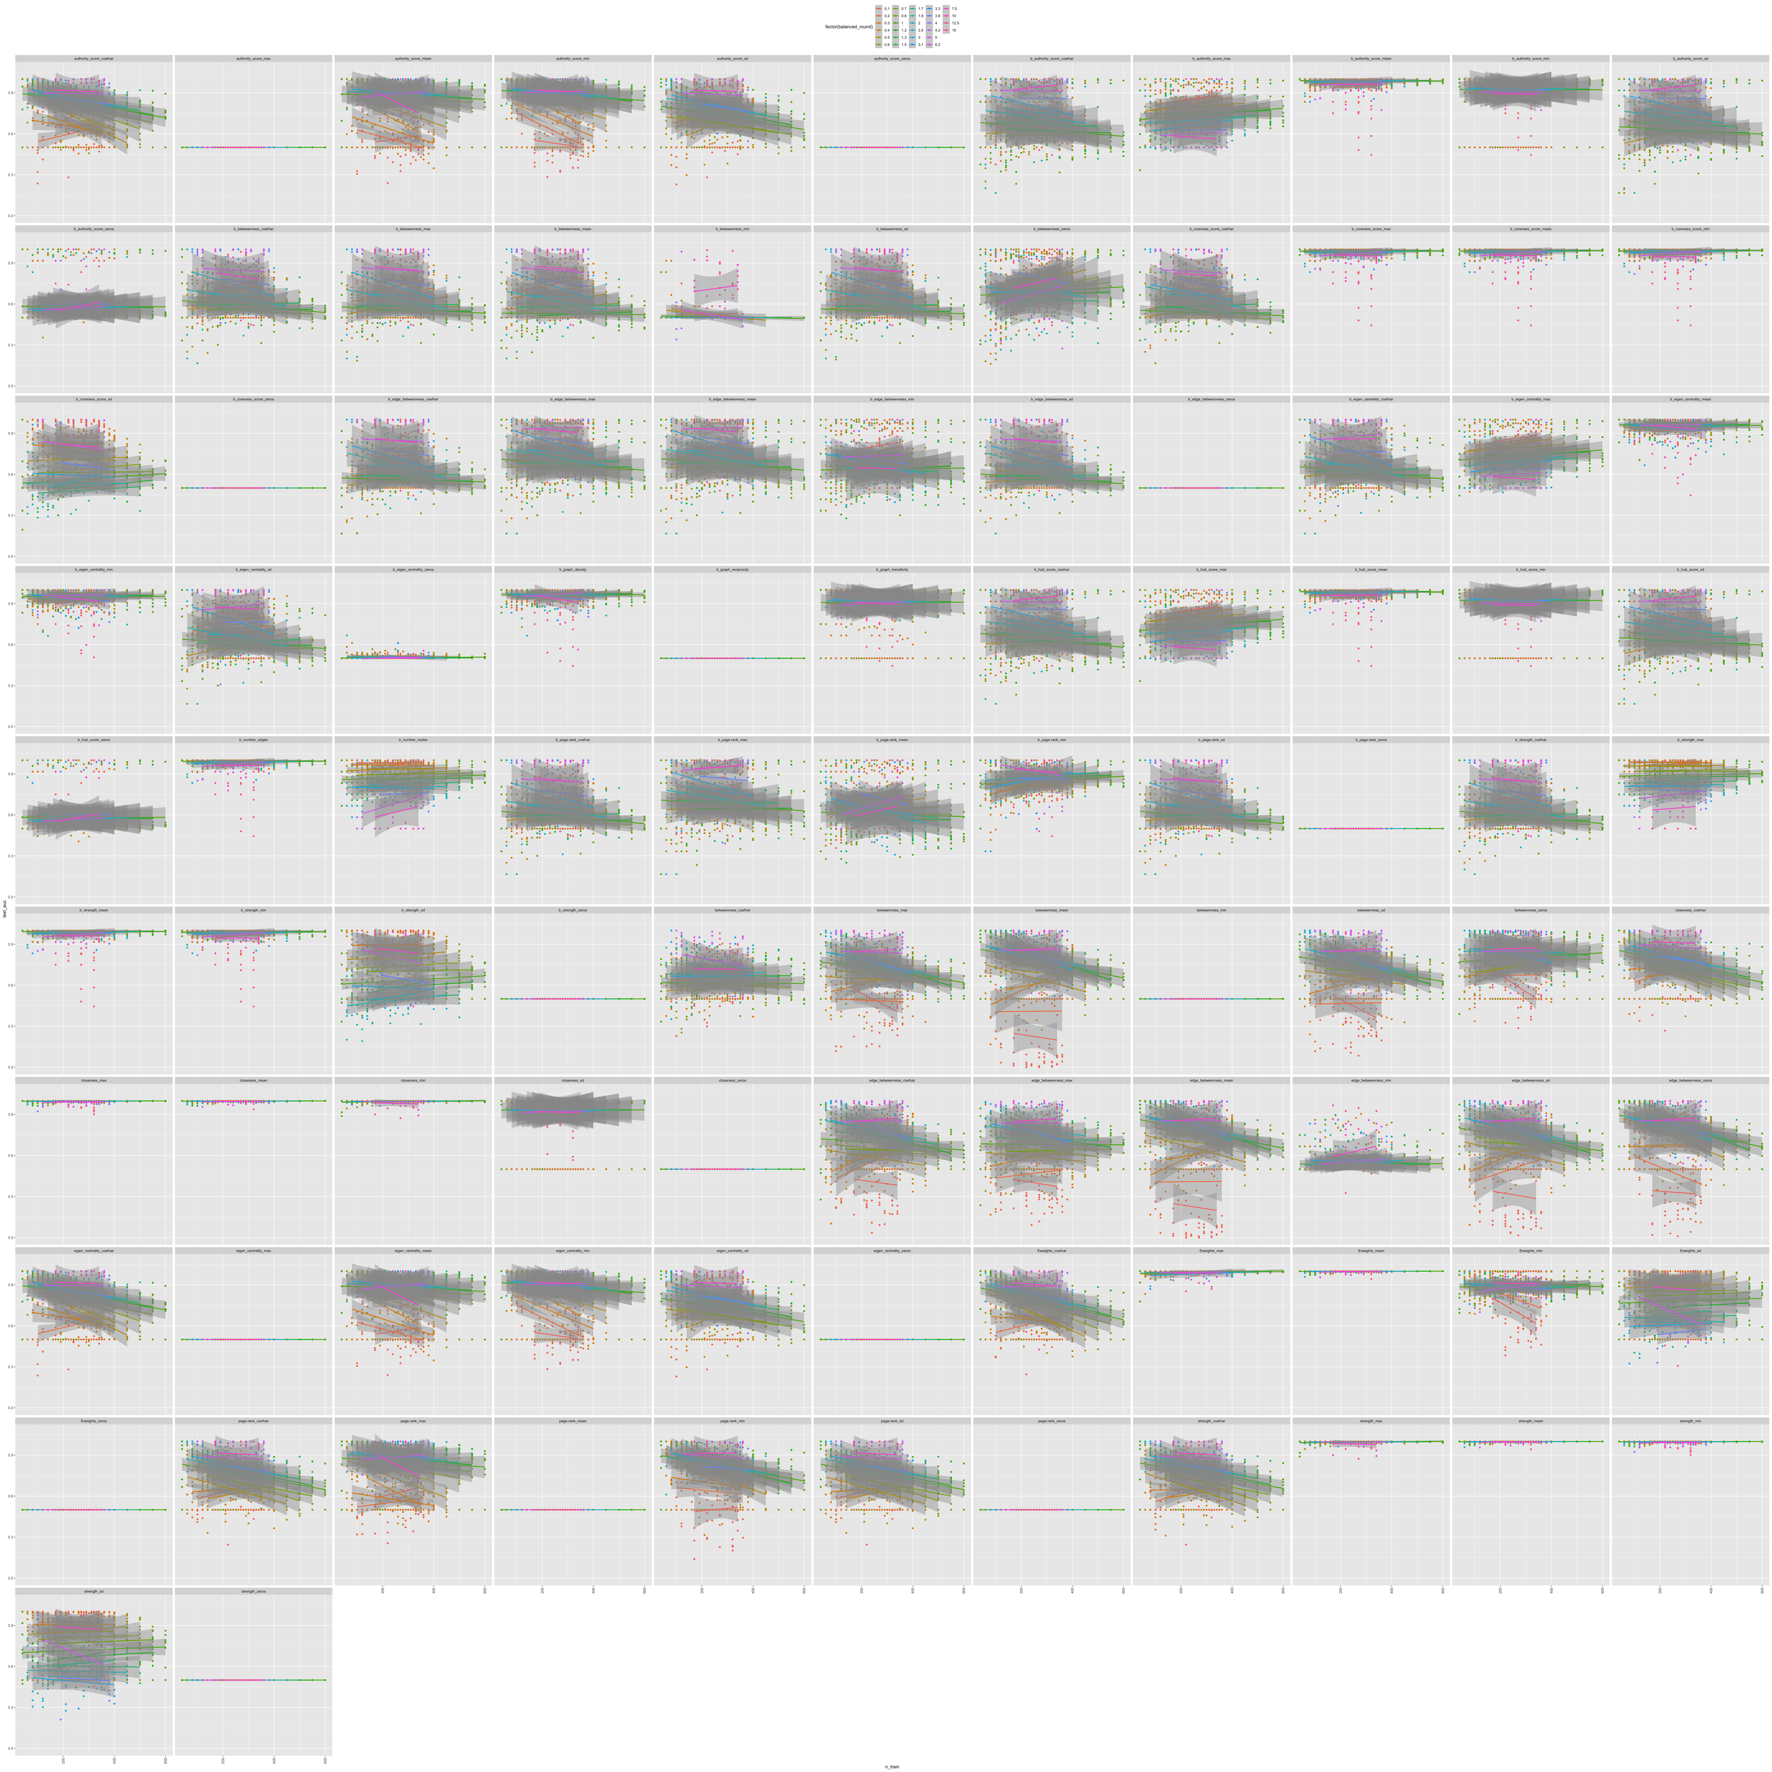 factor(balanced_round)
0.1 0.7 1.7 3.3 7.5
0.2 0.8 1.9 3.8 10
0.3 1 2 4 12.5
0.4 1.2 2.5 4.2 15
0.5 1.3 3 5
0.6 1.5 3.1 6.2
authority_score_coefvar authority_score_max authority_score_mean authority_score_min authority_score_sd authority_score_zeros b_authority_score_coefvar b_authority_score_max b_authority_score_mean b_authority_score_min b_authority_score_sd
b_authority_score_zeros b_betweenness_coefvar b_betweenness_max b_betweenness_mean b_betweenness_min b_betweenness_sd b_betweenness_zeros b_coreness_score_coefvar b_coreness_score_max b_coreness_score_mean b_coreness_score_min
b_coreness_score_sd b_coreness_score_zeros b_edge_betweenness_coefvar b_edge_betweenness_max b_edge_betweenness_mean b_edge_betweenness_min b_edge_betweenness_sd b_edge_betweenness_zeros b_eigen_centrality_coefvar b_eigen_centrality_max b_eigen_centrality_mean
b_eigen_centrality_min b_eigen_centrality_sd b_eigen_centrality_zeros b_graph_density b_graph_reciprocity b_graph_transitivity b_hub_score_coefvar b_hub_score_max b_hub_score_mean b_hub_score_min b_hub_score_sd
b_hub_score_zeros b_number_edges b_number_nodes b_page.rank_coefvar b_page.rank_max b_page.rank_mean b_page.rank_min b_page.rank_sd b_page.rank_zeros b_strength_coefvar b_strength_max
b_strength_mean b_strength_min b_strength_sd b_strength_zeros betweenness_coefvar betweenness_max betweenness_mean betweenness_min betweenness_sd betweenness_zeros closeness_coefvar
closeness_max closeness_mean closeness_min closeness_sd closeness_zeros edge_betweenness_coefvar edge_betweenness_max edge_betweenness_mean edge_betweenness_min edge_betweenness_sd edge_betweenness_zeros
eigen_centrality_coefvar eigen_centrality_max eigen_centrality_mean eigen_centrality_min eigen_centrality_sd eigen_centrality_zeros Eweights_coefvar Eweights_max Eweights_mean Eweights_min Eweights_sd
Eweights_zeros page.rank_coefvar page.rank_max page.rank_mean page.rank_min page.rank_sd page.rank_zeros strength_coefvar strength_max strength_mean strength_min
strength_sd strength_zeros
test_auc
n_train